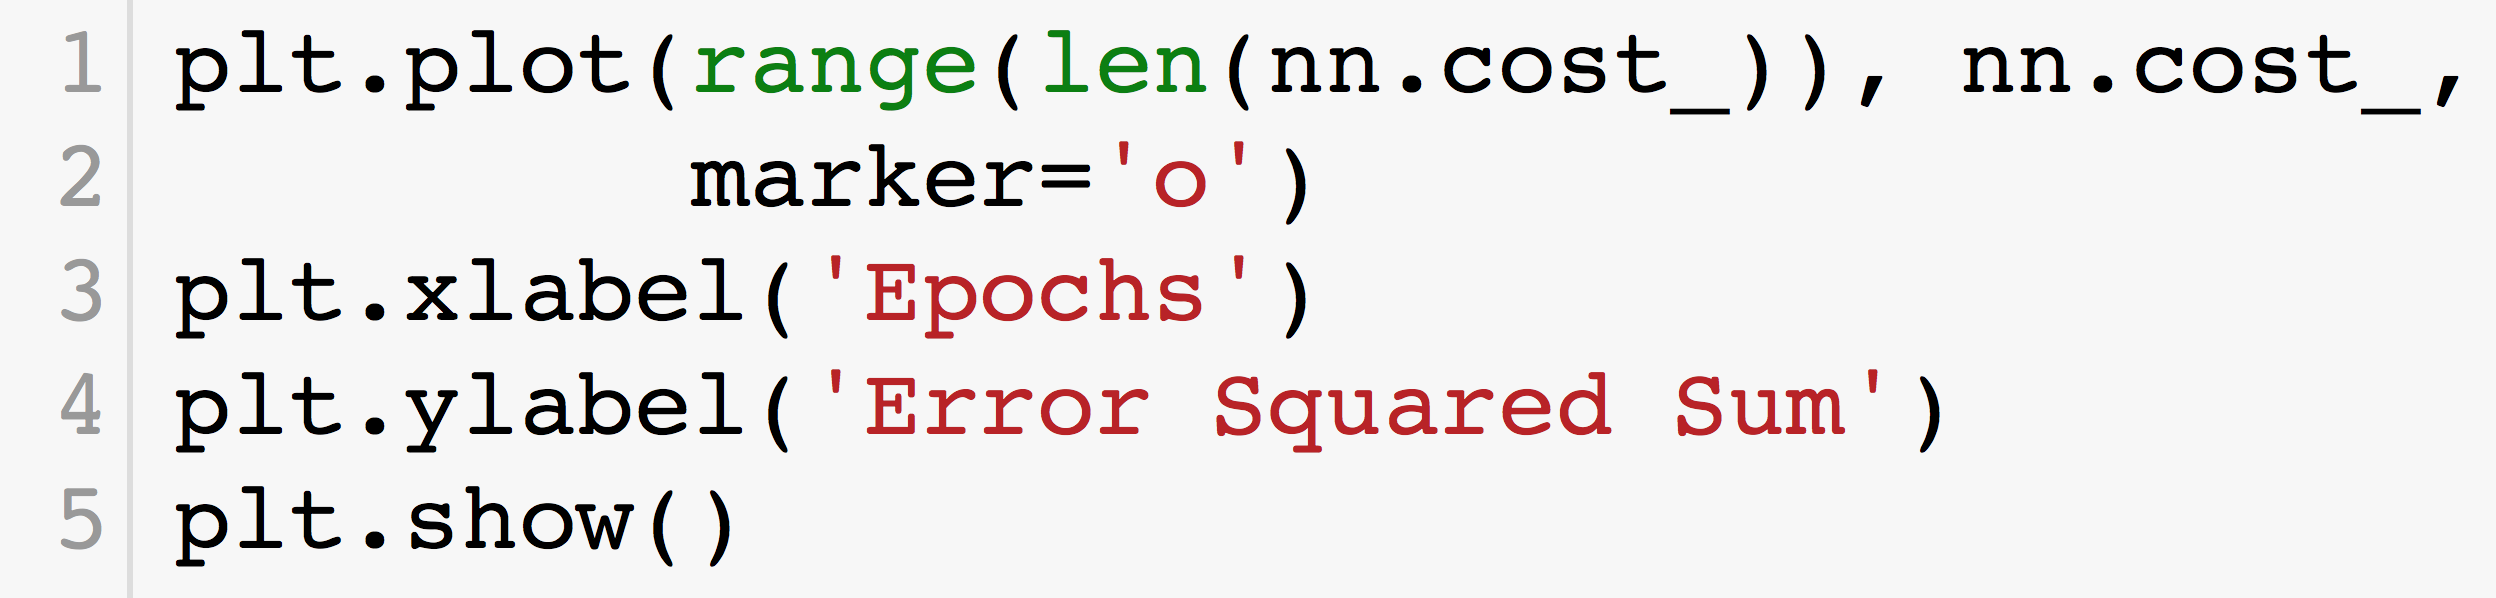 1 plt.plot(range(len(nn.cost_)), nn.cost_,
2          marker='o')
3 plt.xlabel('Epochs')
4 plt.ylabel('Error Squared Sum')
5 plt.show()